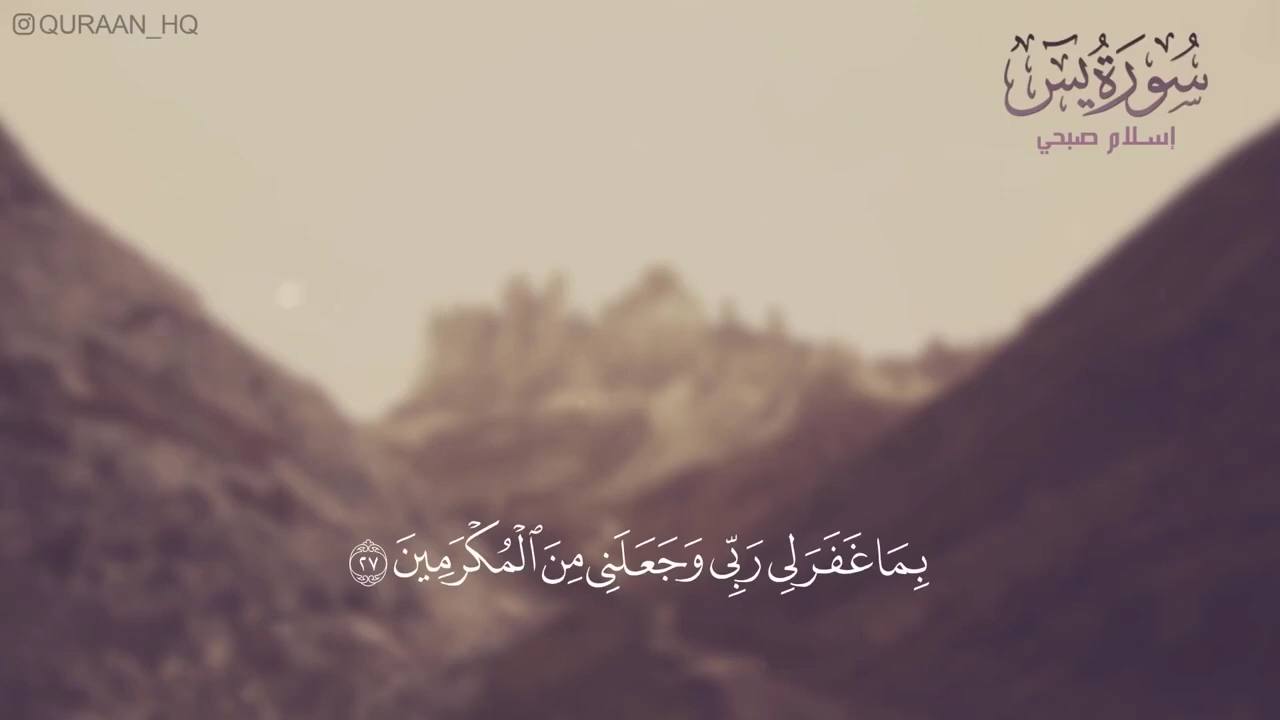 QURAAN_HQ
سُورَةُ يسٓ
إسلام صبحي
بِمَا غَفَرَ لِي رَبِّي وَجَعَلَنِي مِنَ ٱلْمُكْرَمِينَ ٢٧